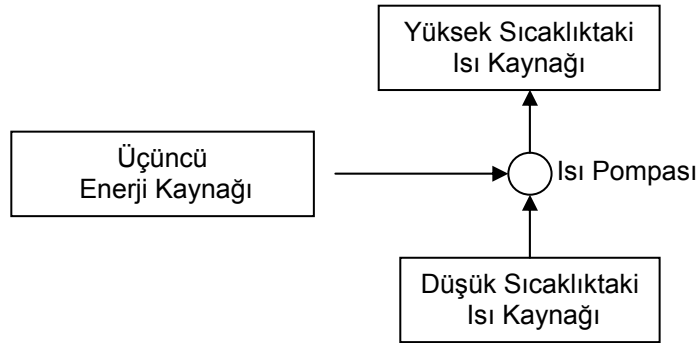 Yüksek Sıcaklıktaki
Isı Kaynağı
Üçüncü
Enerji Kaynağı
Isı Pompası
Düşük Sıcaklıktaki
Isı Kaynağı